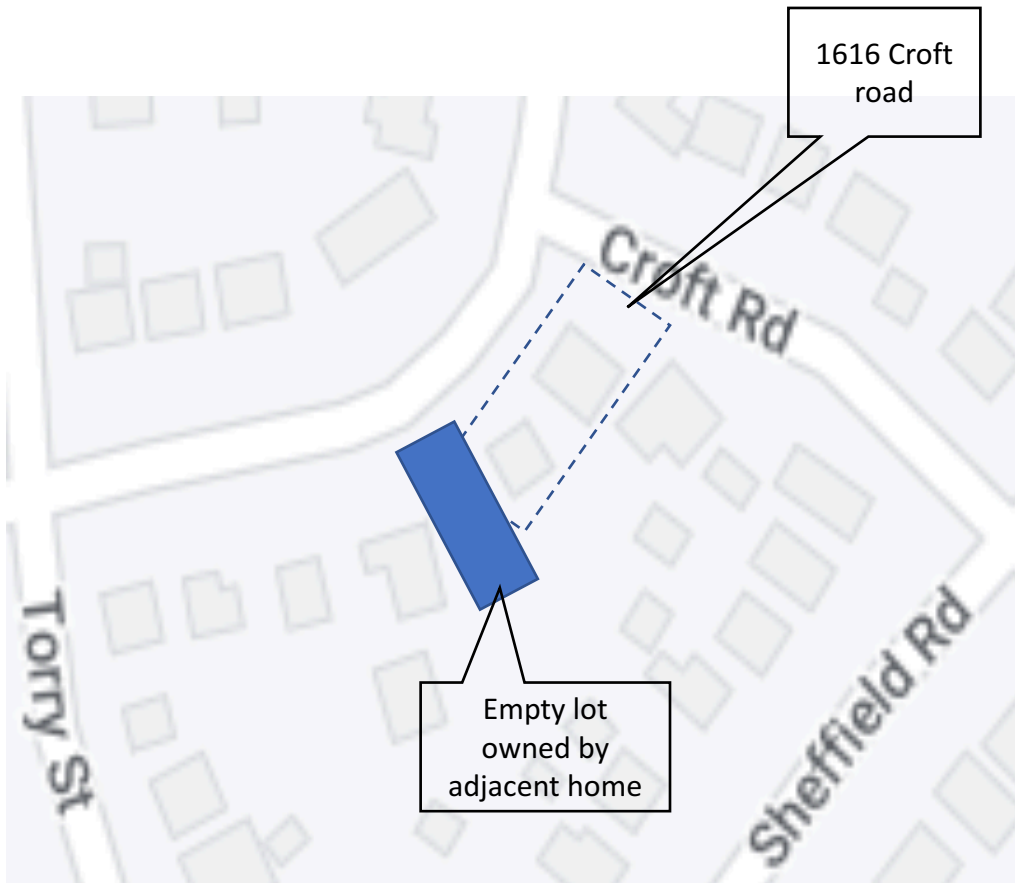 1616 Croft
road
Croft Rd
Torry St
Sheffield Rd
Empty lot
owned by
adjacent home